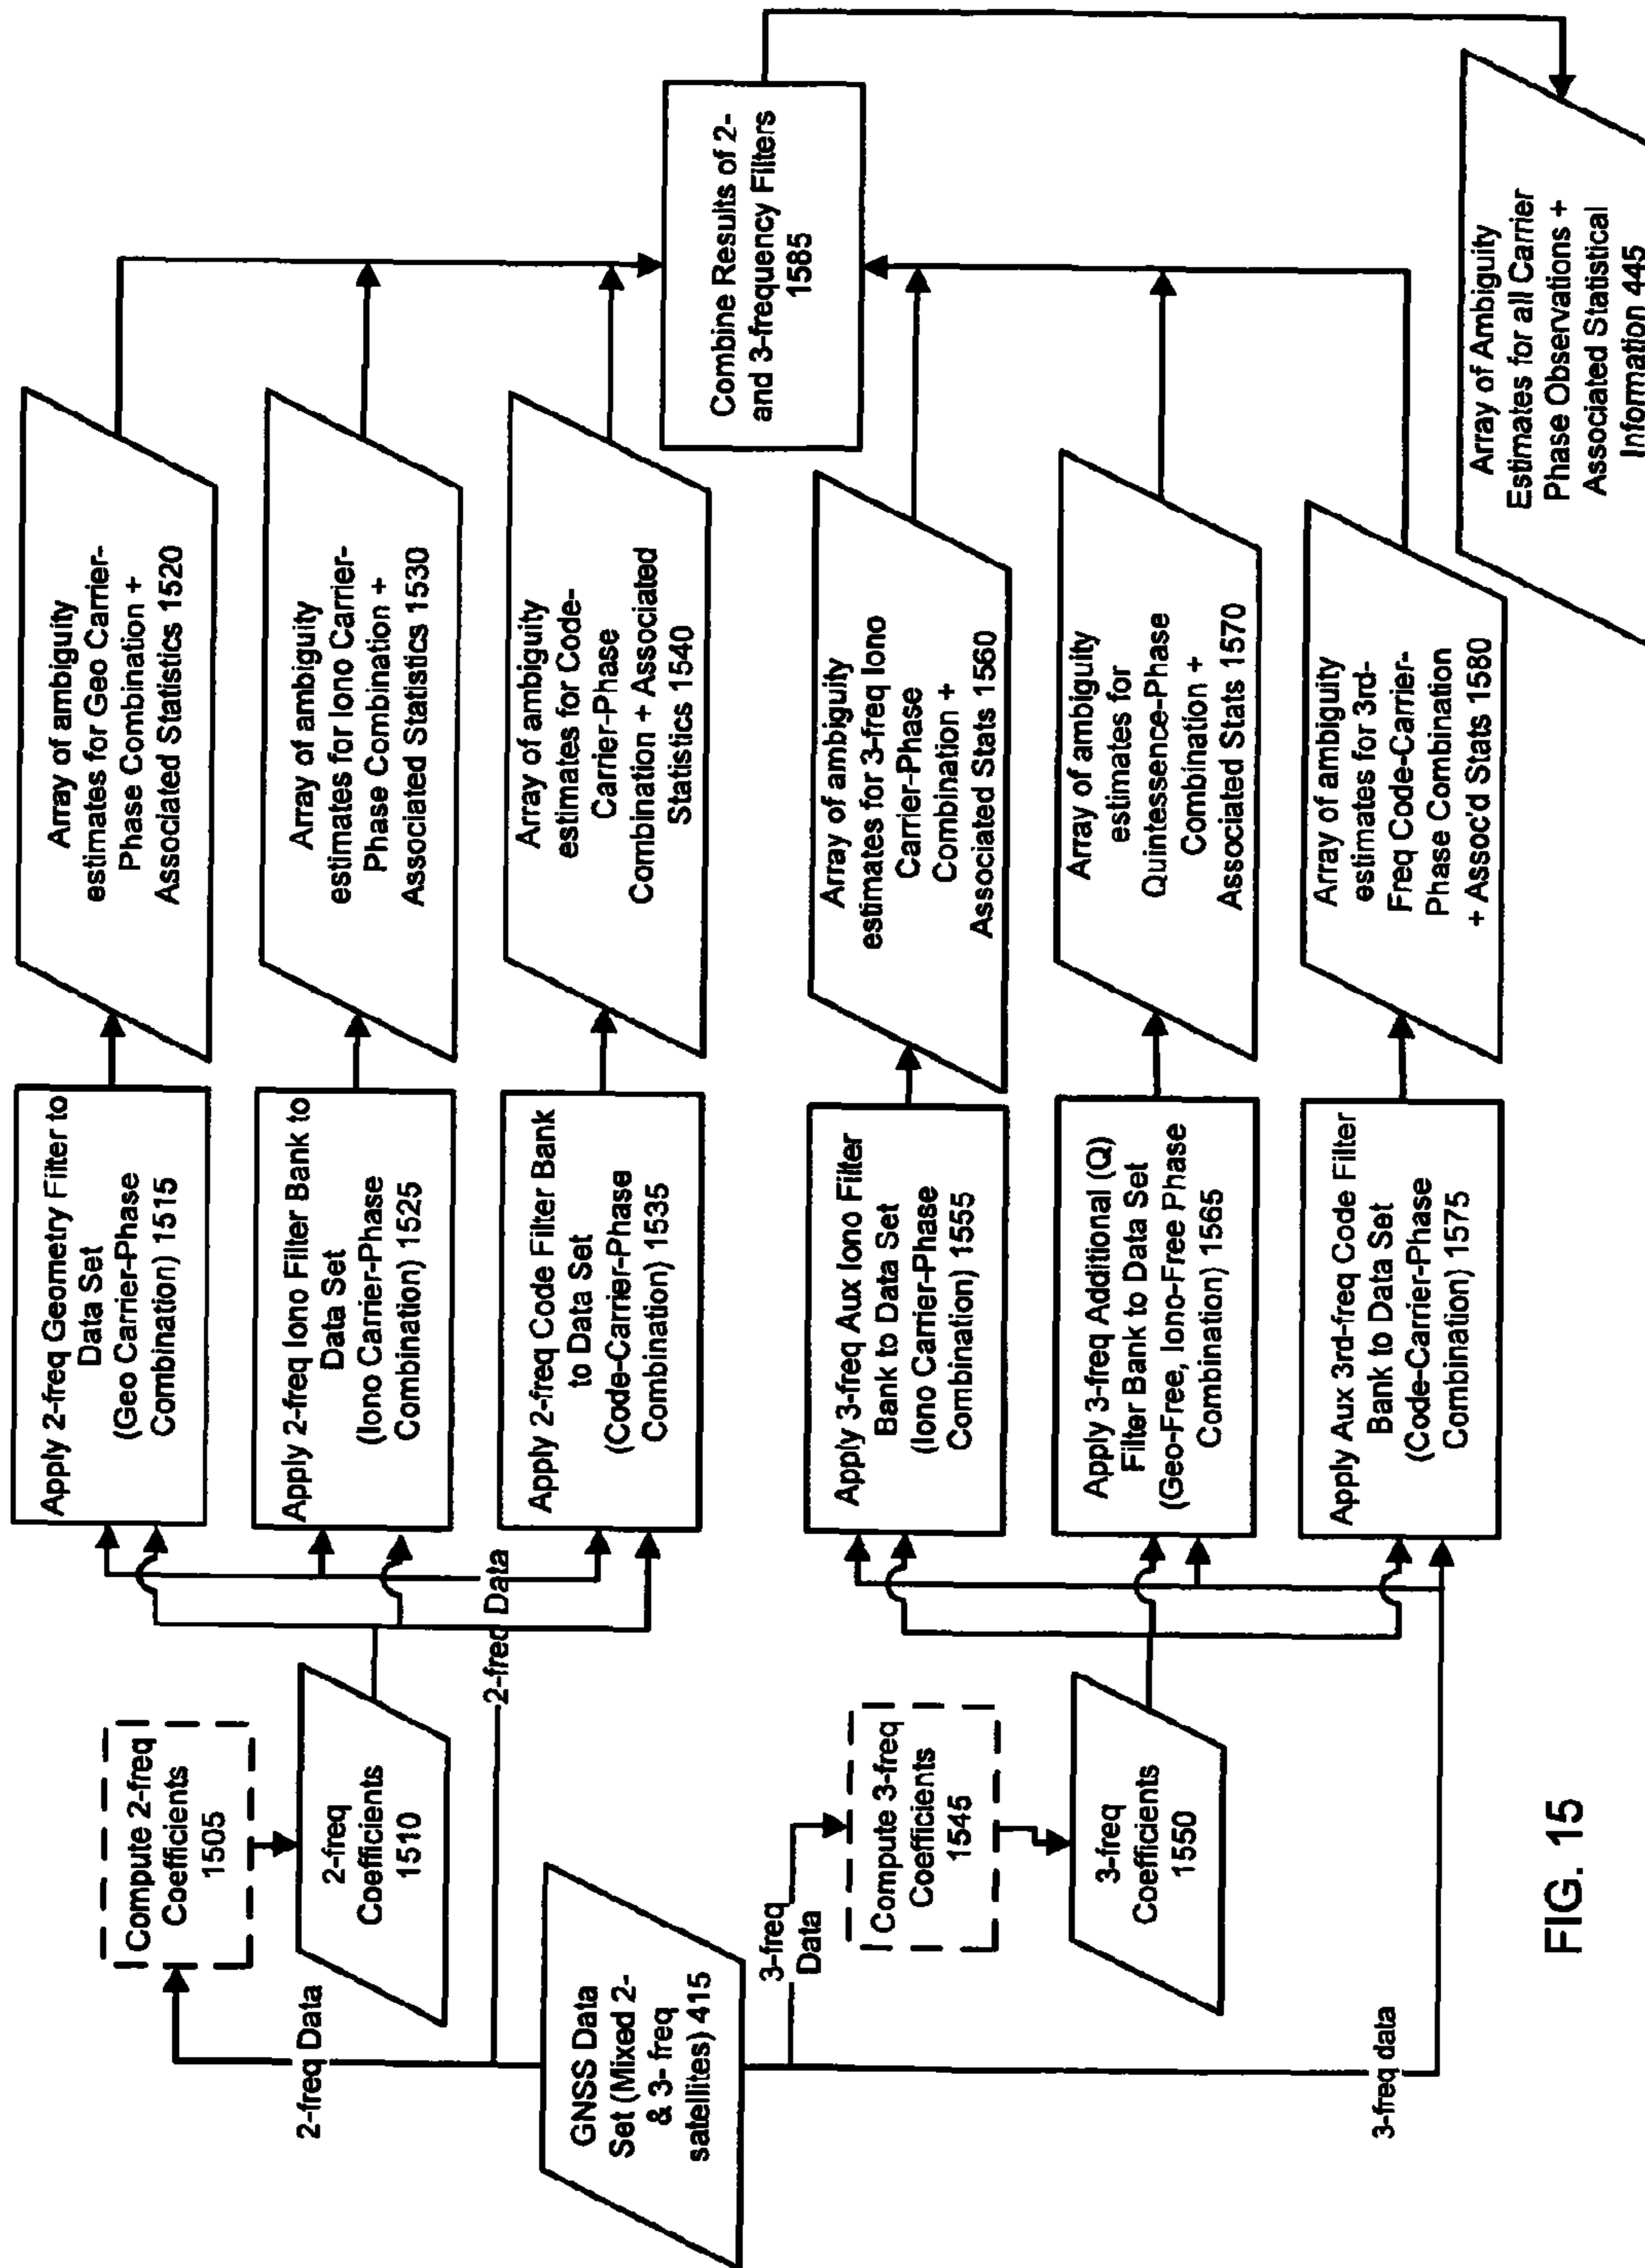 2-freq Data
Compute 2-freq
Coefficients
1505
2-freq
Coefficients
1510
GNSS Data
Set (Mixed 2-
& 3- freq
satellites) 415
2-freq Data
3-freq
Data
Compute 3-freq
Coefficients
1545
3-freq
Coefficients
1550
3-freq data
Apply 2-freq Geometry Filter to
Data Set
(Geo Carrier-Phase
Combination) 1515
Apply 2-freq Iono Filter Bank to
Data Set
(Iono Carrier-Phase
Combination) 1525
Apply 2-freq Code Filter Bank
to Data Set
(Code-Carrier-Phase
Combination) 1535
Apply 3-freq Aux Iono Filter
Bank to Data Set
(Iono Carrier-Phase
Combination) 1555
Apply 3-freq Additional (Q)
Filter Bank to Data Set
(Geo-Free, Iono-Free Phase
Combination) 1565
Apply Aux 3rd-freq Code Filter
Bank to Data Set
(Code-Carrier-Phase
Combination) 1575
Array of ambiguity
estimates for Geo Carrier-
Phase Combination +
Associated Statistics 1520
Array of ambiguity
estimates for Iono Carrier-
Phase Combination +
Associated Statistics 1530
Array of ambiguity
estimates for Code-
Carrier-Phase
Combination + Associated
Statistics 1540
Array of ambiguity
estimates for 3-freq Iono
Carrier-Phase
Combination +
Associated Stats 1560
Array of ambiguity
estimates for
Quintessence-Phase
Combination +
Associated Stats 1570
Array of ambiguity
estimates for 3rd-
Freq Code-Carrier-
Phase Combination
+ Assoc'd Stats 1580
Combine Results of 2-
and 3-frequency Filters
1585
Array of Ambiguity
Estimates for all Carrier
Phase Observations +
Associated Statistical
Information 445
FIG. 15